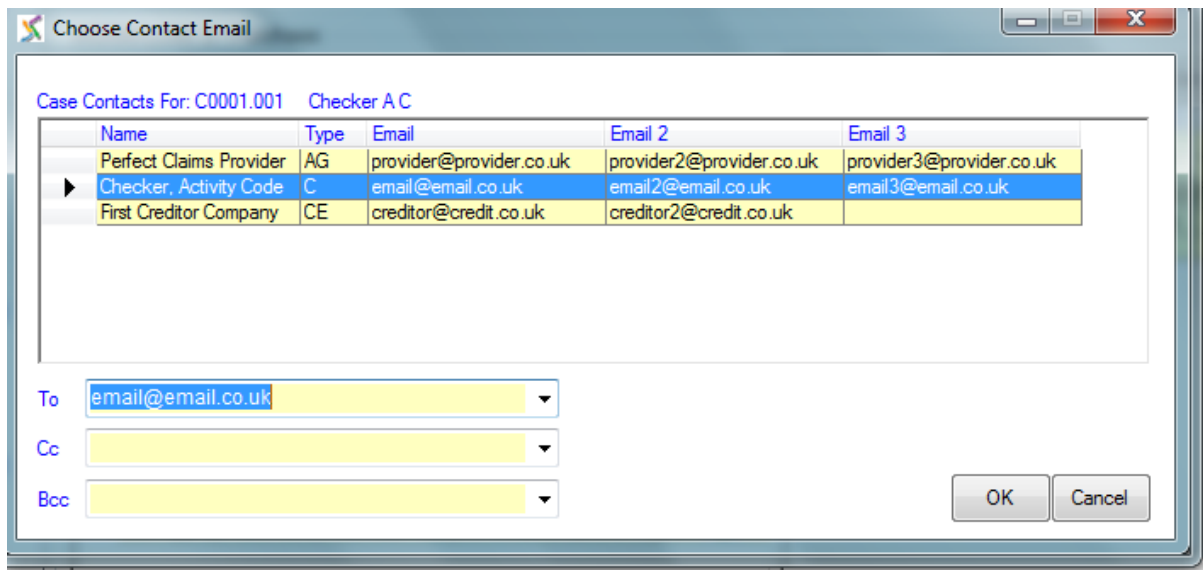 Choose Contact Email
Case Contacts For: C0001.001 Checker A C
Name Type Email Email 2 Email 3
Perfect Claims Provider AG provider@provider.co.uk provider2@provider.co.uk provider3@provider.co.uk
Checker, Activity Code C email@email.co.uk email2@email.co.uk email3@email.co.uk
First Creditor Company CE creditor@credit.co.uk creditor2@credit.co.uk
To email@email.co.uk
Cc
Bcc
OK Cancel